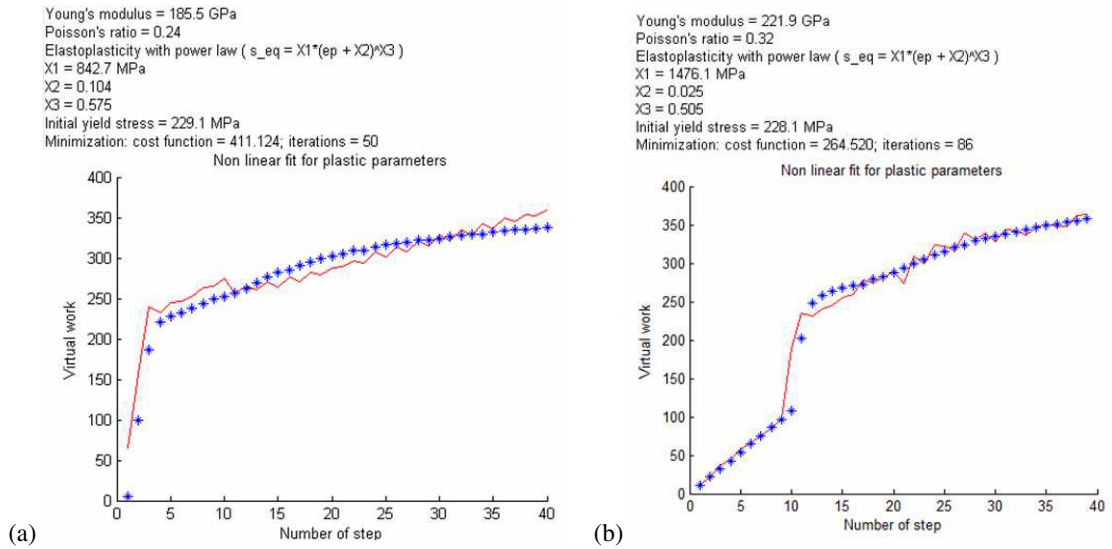 Young's modulus = 185.5 GPa
Poisson's ratio = 0.24
Elastoplasticity with power law ( s_eq = X1*(ep + X2)^X3 )
X1 = 842.7 MPa
X2 = 0.104
X3 = 0.575
Initial yield stress = 229.1 MPa
Minimization: cost function = 411.124; iterations = 50
Non linear fit for plastic parameters
400
350
300
250
200
150
100
50
0
Virtual work
0 5 10 15 20 25 30 35 40
Number of step
(a)
Young's modulus = 221.9 GPa
Poisson's ratio = 0.32
Elastoplasticity with power law ( s_eq = X1*(ep + X2)^X3 )
X1 = 1476.1 MPa
X2 = 0.025
X3 = 0.505
Initial yield stress = 228.1 MPa
Minimization: cost function = 264.520; iterations = 86
Non linear fit for plastic parameters
400
350
300
250
200
150
100
50
0
Virtual work
0 5 10 15 20 25 30 35 40
Number of step
(b)